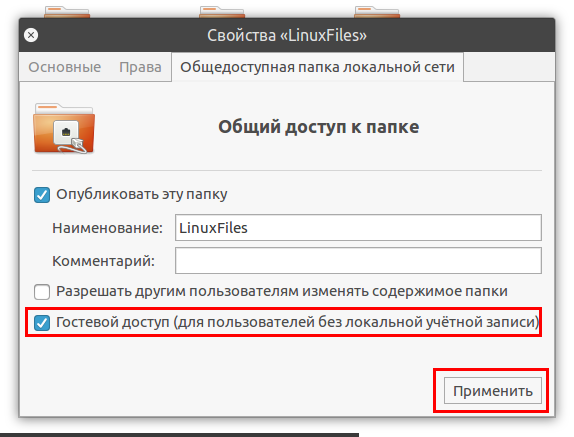 Свойства «LinuxFiles»
Основные Права Общедоступная папка локальной сети
Общий доступ к папке
Опубликовать эту папку
Наименование: LinuxFiles
Комментарий:
Разрешать другим пользователям изменять содержимое папки
Гостевой доступ (для пользователей без локальной учётной записи)
Применить